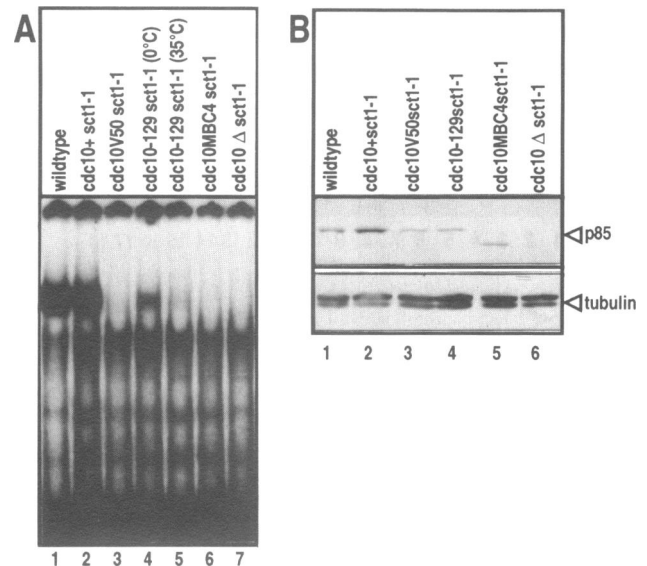 A
wildtype
cdc10+ sct1-1
cdc10V50 sct1-1
cdc10-129 sct1-1 (0°C)
cdc10-129 sct1-1 (35°C)
cdc10MBC4 sct1-1
cdc10 Δ sct1-1
1 2 3 4 5 6 7
B
wildtype
cdc10+sct1-1
cdc10V50sct1-1
cdc10-129sct1-1
cdc10MBC4sct1-1
cdc10 Δ sct1-1
p85
tubulin
1 2 3 4 5 6